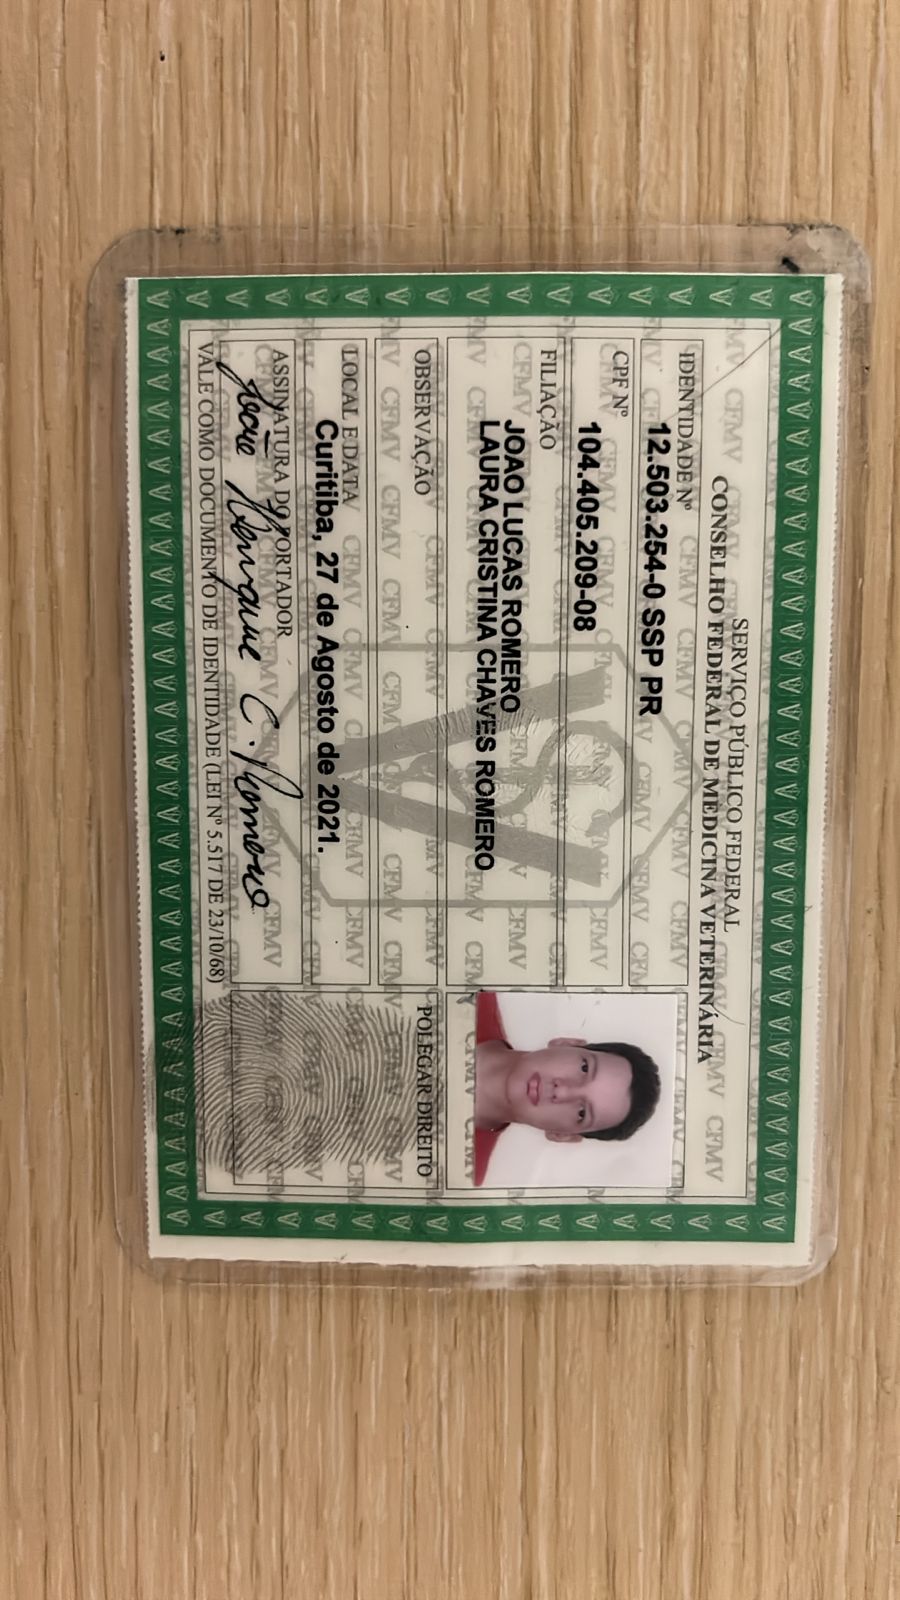 SERVIÇO PÚBLICO FEDERAL
CONSELHO FEDERAL DE MEDICINA VETERINÁRIA
IDENTIDADE Nº
12.503.254-0 SSP PR
CPF Nº
104.405.209-08
FILIAÇÃO
JOAO LUCAS ROMERO
LAURA CRISTINA CHAVES ROMERO
OBSERVAÇÃO
POLEGAR DIREITO
LOCAL E DATA
Curitiba, 27 de Agosto de 2021.
ASSINATURA DO PORTADOR
João Henrique C. Romero
VALE COMO DOCUMENTO DE IDENTIDADE (LEI Nº 5.517 DE 23/10/68)